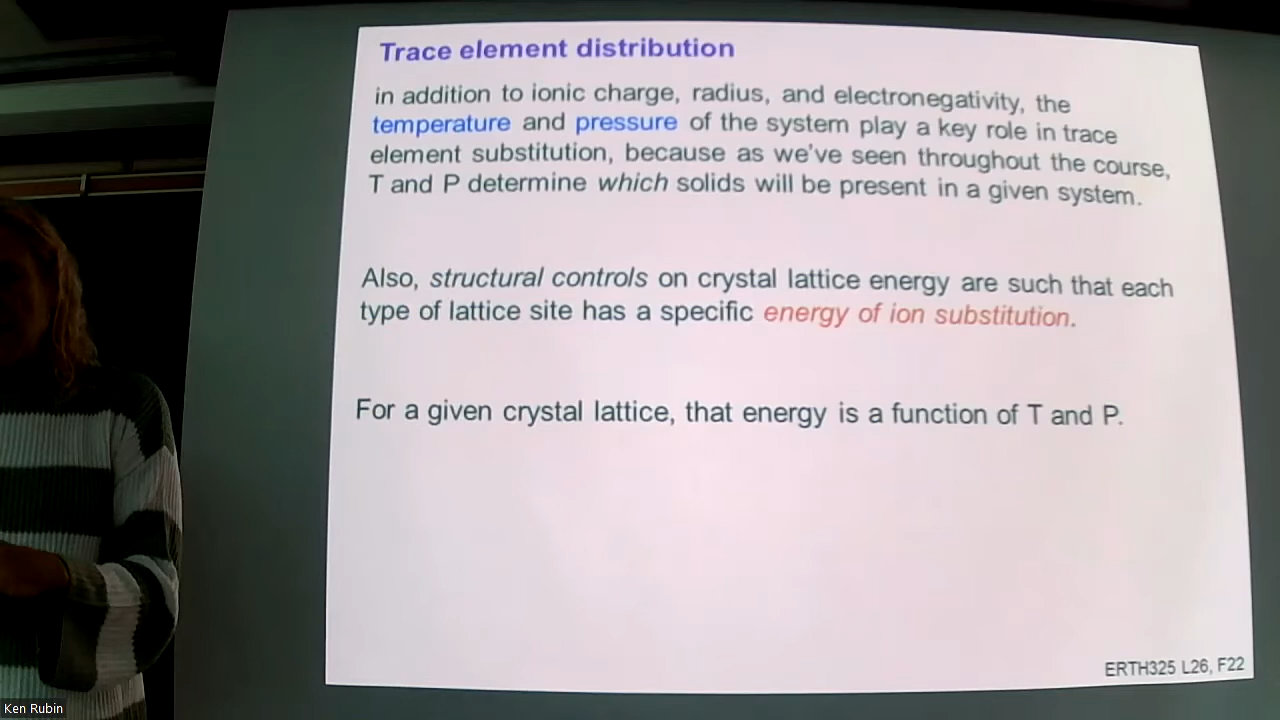 Trace element distribution
in addition to ionic charge, radius, and electronegativity, the
temperature and pressure of the system play a key role in trace
element substitution, because as we've seen throughout the course,
T and P determine which solids will be present in a given system.
Also, structural controls on crystal lattice energy are such that each
type of lattice site has a specific energy of ion substitution.
For a given crystal lattice, that energy is a function of T and P.
ERTH325 L26, F22
Ken Rubin